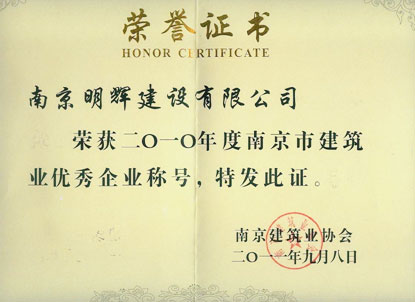 荣誉证书
HONOR CERTIFICATE
南京明辉建设有限公司
荣获二〇一〇年度南京市建筑
业优秀企业称号，特发此证。
南京建筑业协会
二〇一一年九月八日